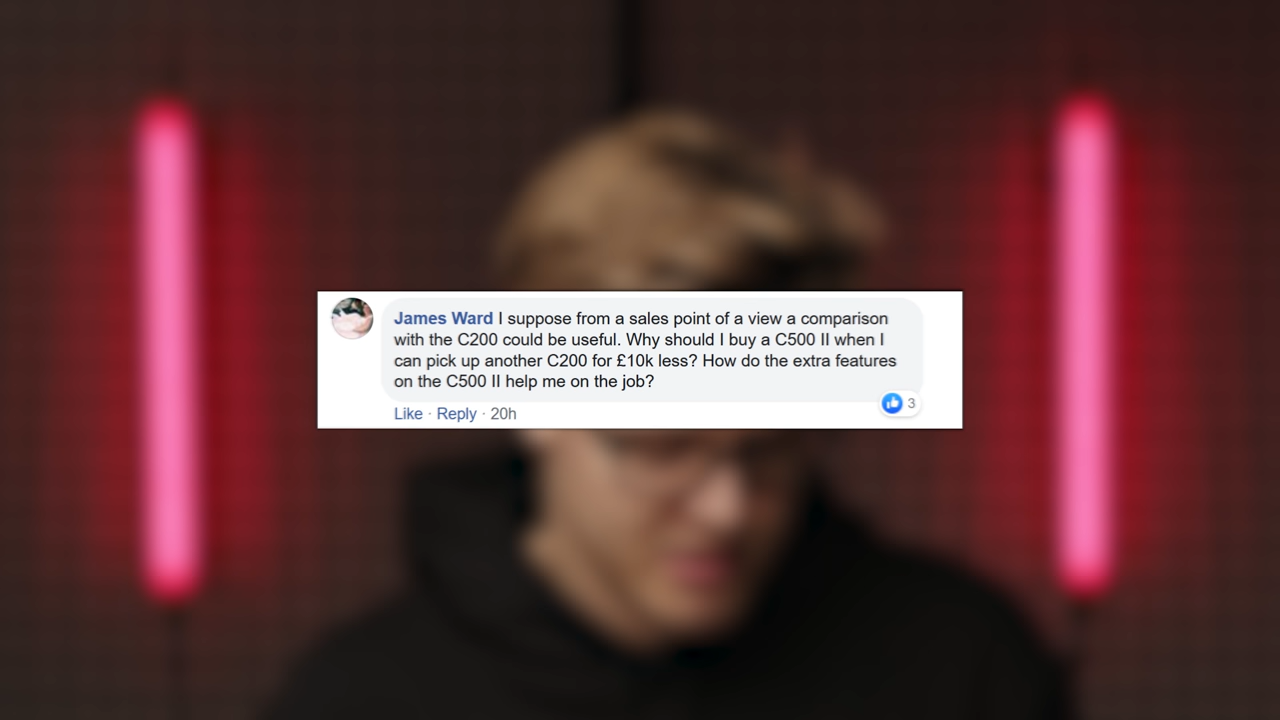 James Ward I suppose from a sales point of a view a comparison
with the C200 could be useful. Why should I buy a C500 II when I
can pick up another C200 for £10k less? How do the extra features
on the C500 II help me on the job?
3
Like · Reply · 20h